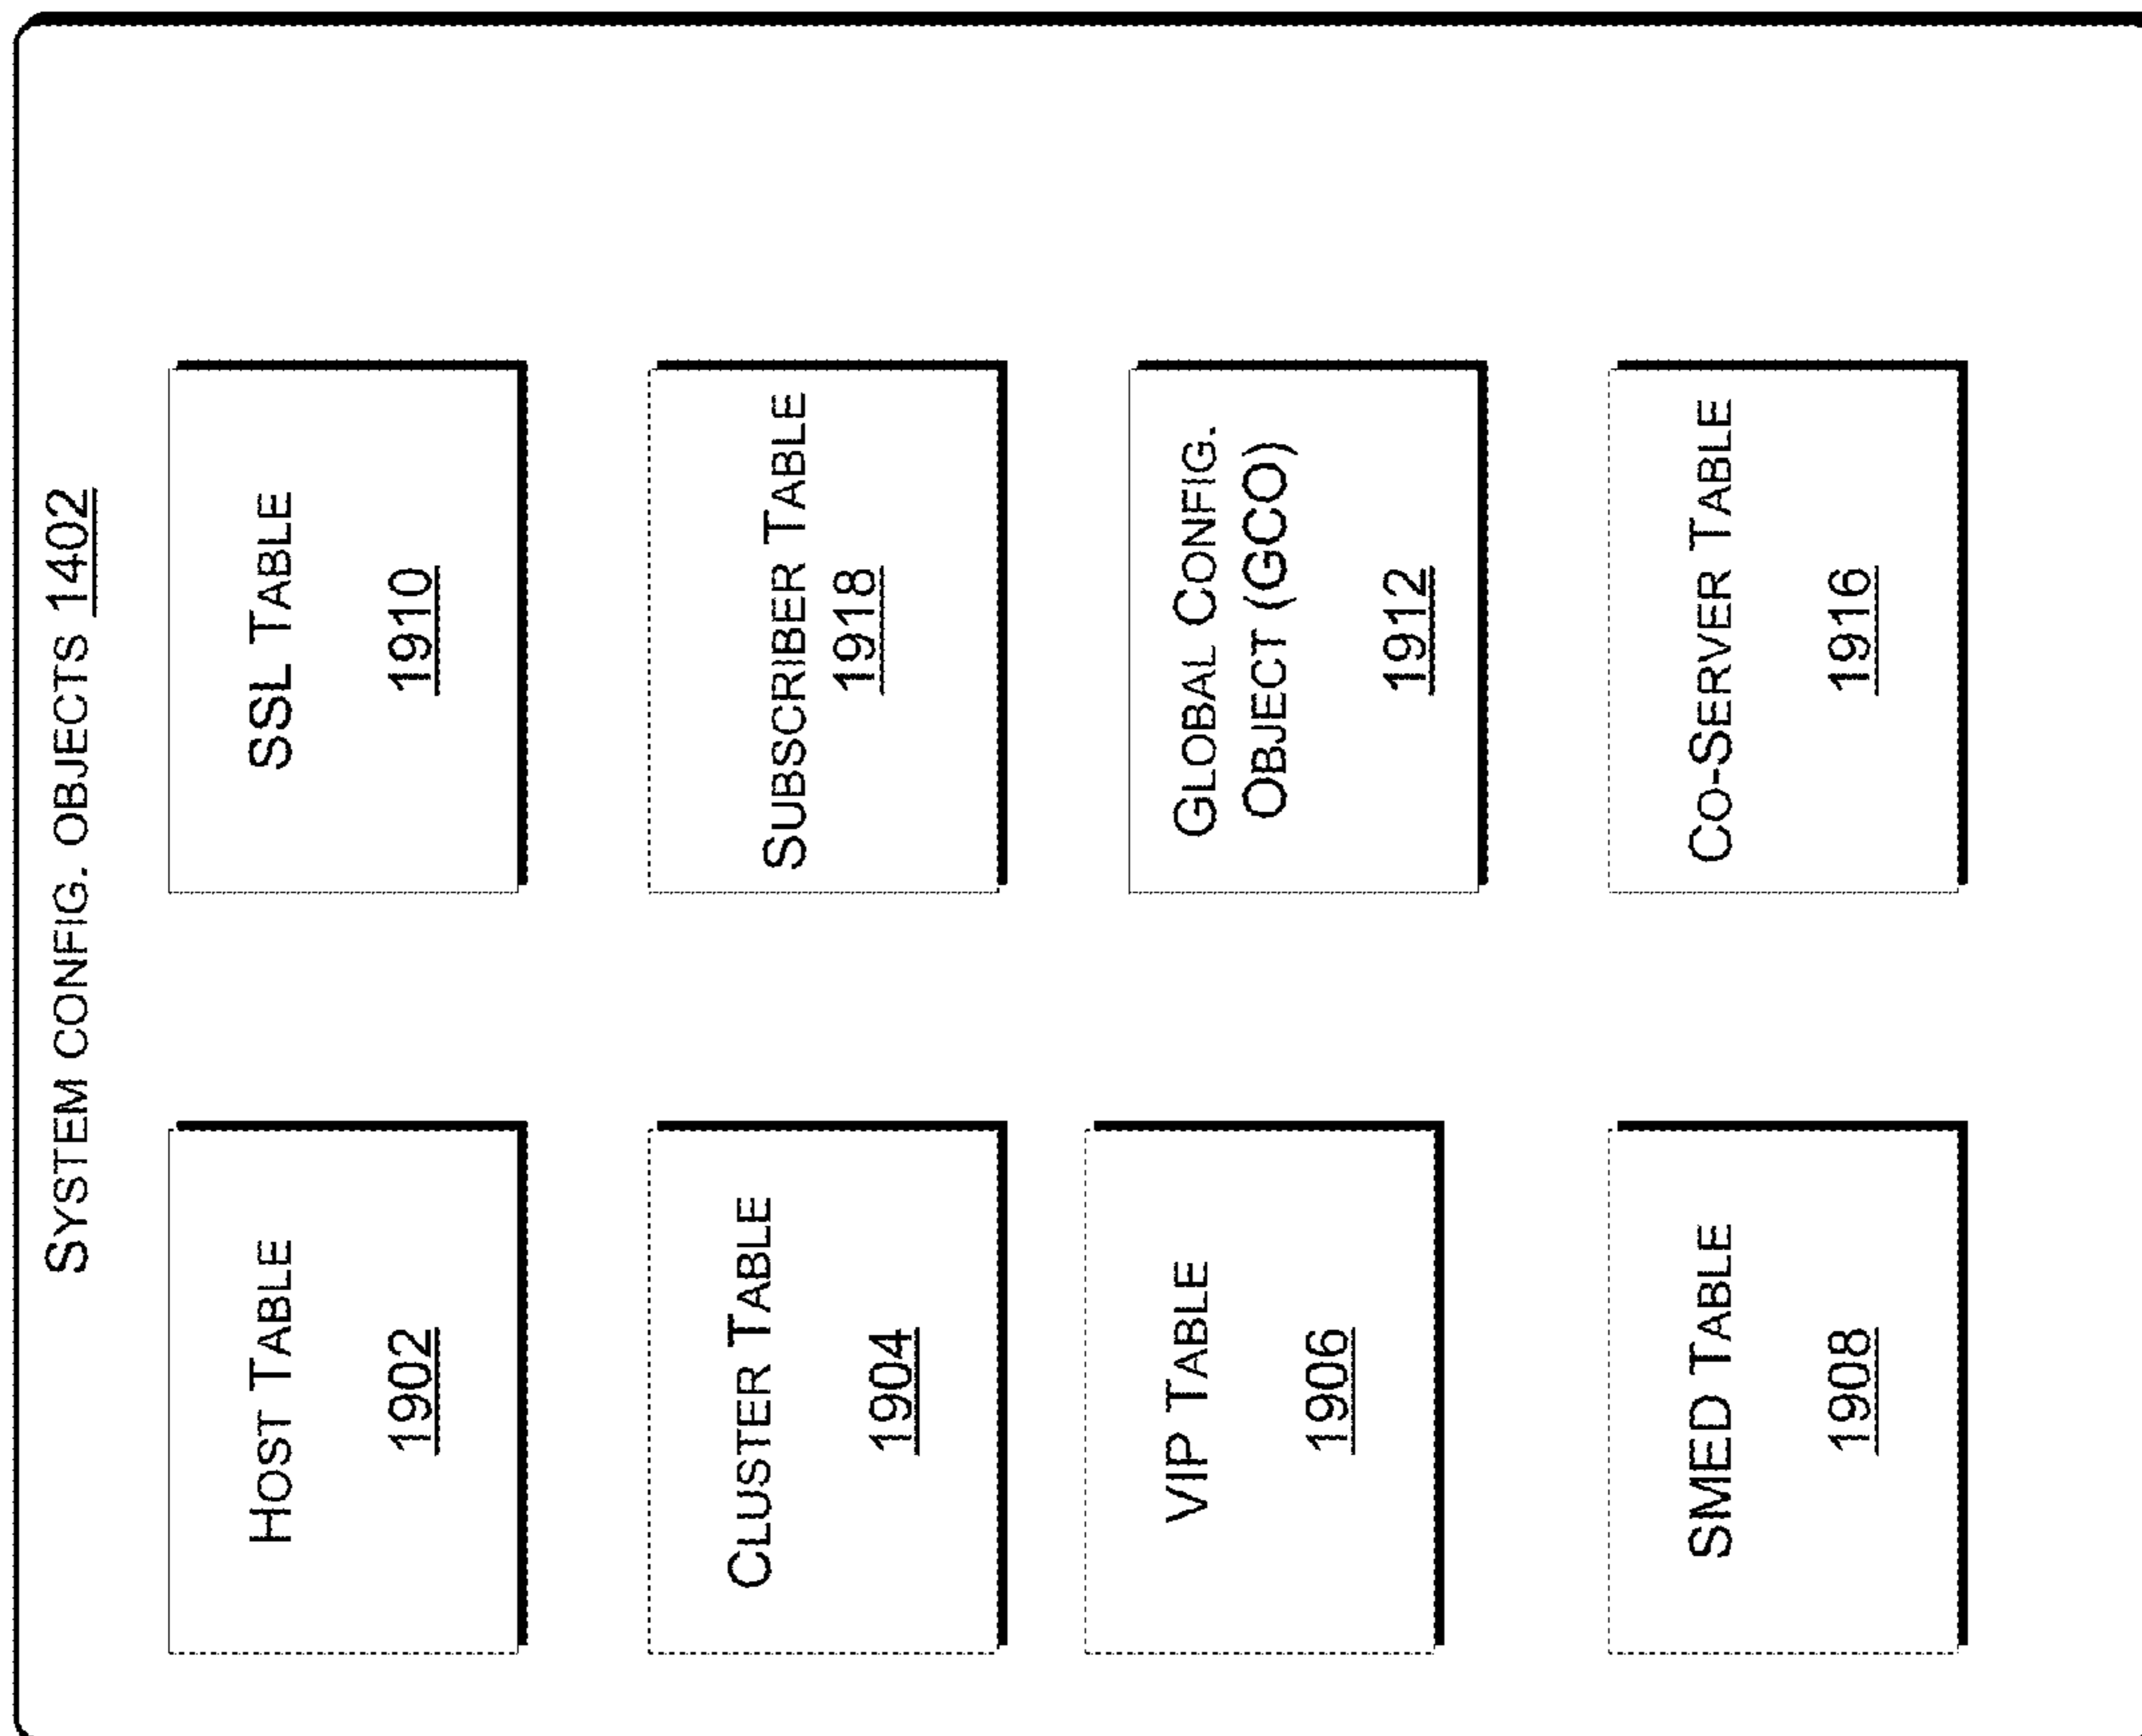 SYSTEM CONFIG. OBJECTS 1402
HOST TABLE
1902
SSL TABLE
1910
CLUSTER TABLE
1904
SUBSCRIBER TABLE
1918
VIP TABLE
1906
GLOBAL CONFIG.
OBJECT (GCO)
1912
SMED TABLE
1908
CO-SERVER TABLE
1916